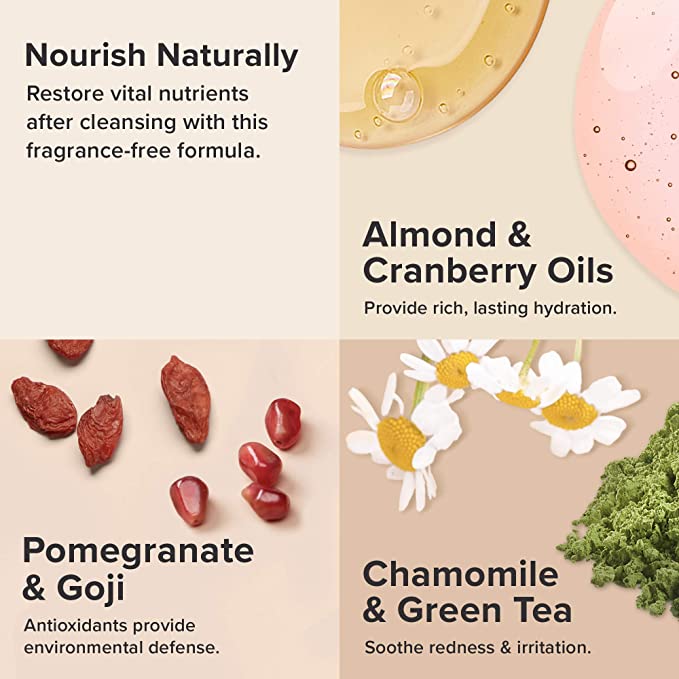 Nourish Naturally
Restore vital nutrients
after cleansing with this
fragrance-free formula.
Almond &
Cranberry Oils
Provide rich, lasting hydration.
Pomegranate
& Goji
Antioxidants provide
environmental defense.
Chamomile
& Green Tea
Soothe redness & irritation.